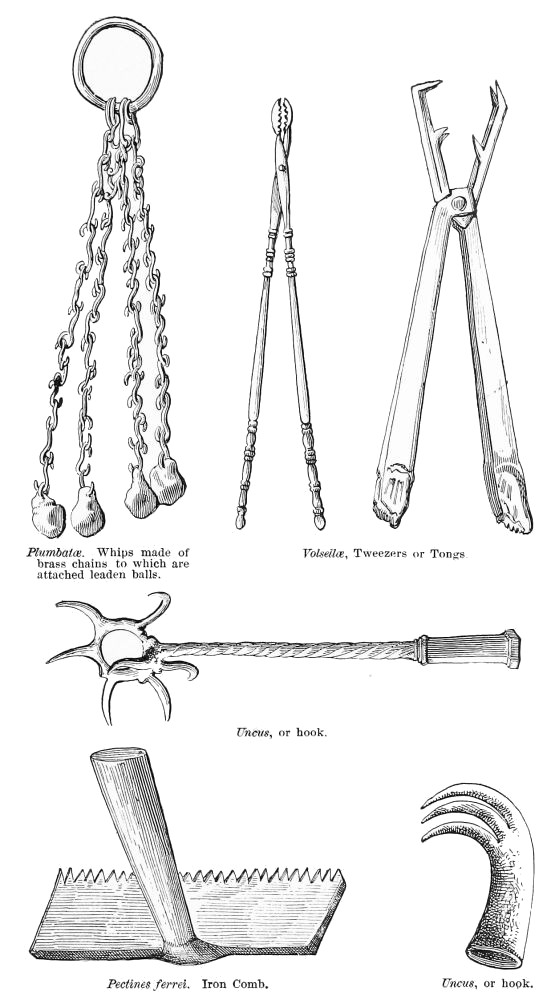 Plumbatæ. Whips made of
brass chains to which are
attached leaden balls.
Volseilæ, Tweezers or Tongs
Uncus, or hook.
Pectines ferrei. Iron Comb.
Uncus, or hook.